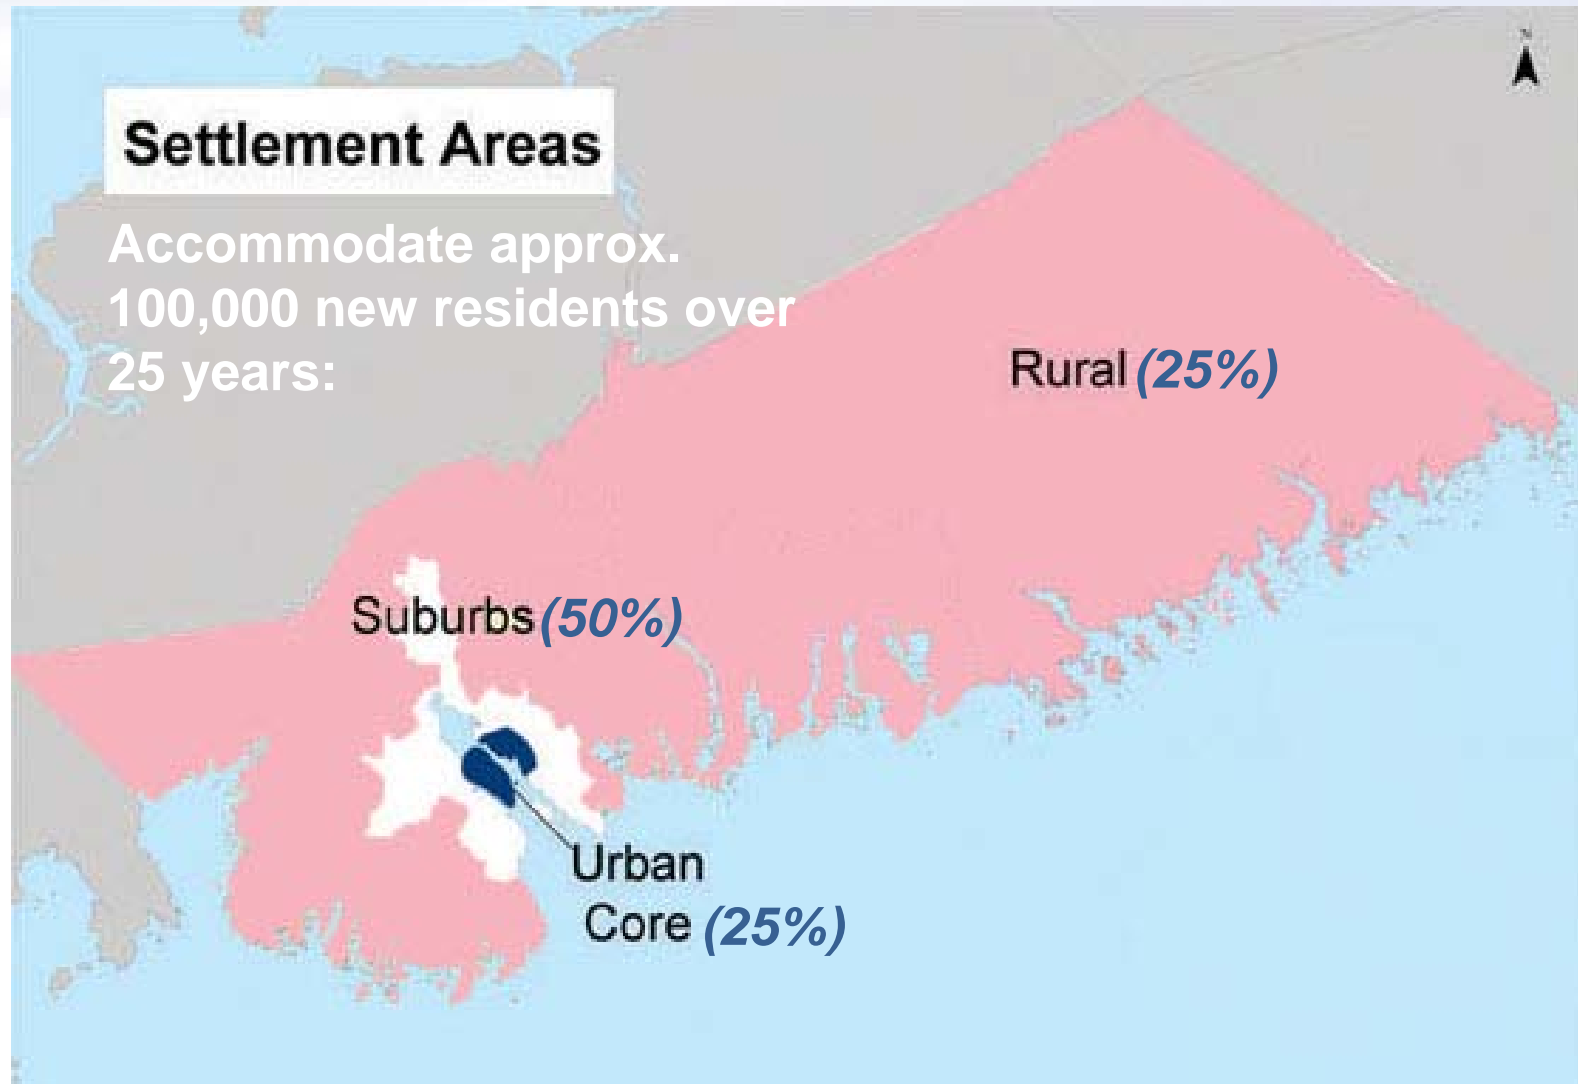 N
Settlement Areas
Accommodate approx.
100,000 new residents over
25 years:
Rural (25%)
Suburbs (50%)
Urban
Core (25%)